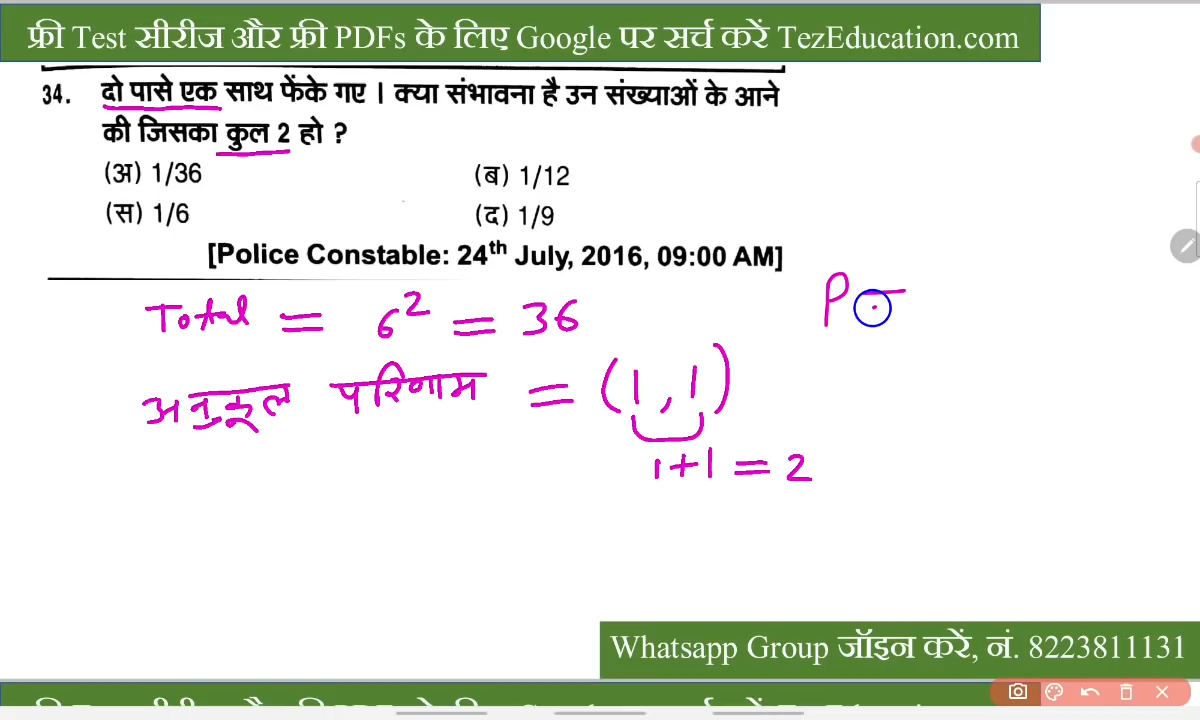 फ्री Test सीरीज और फ्री PDFs के लिए Google पर सर्च करें TezEducation.com
34. दो पासे एक साथ फेंके गए । क्या संभावना है उन संख्याओं के आने
की जिसका कुल 2 हो ?
(अ) 1/36 (ब) 1/12
(स) 1/6 (द) 1/9
[Police Constable: 24th July, 2016, 09:00 AM]
Total = 6² = 36
P
अनुकूल परिणाम = (1, 1)
1+1 = 2
Whatsapp Group जॉइन करें, नं. 8223811131